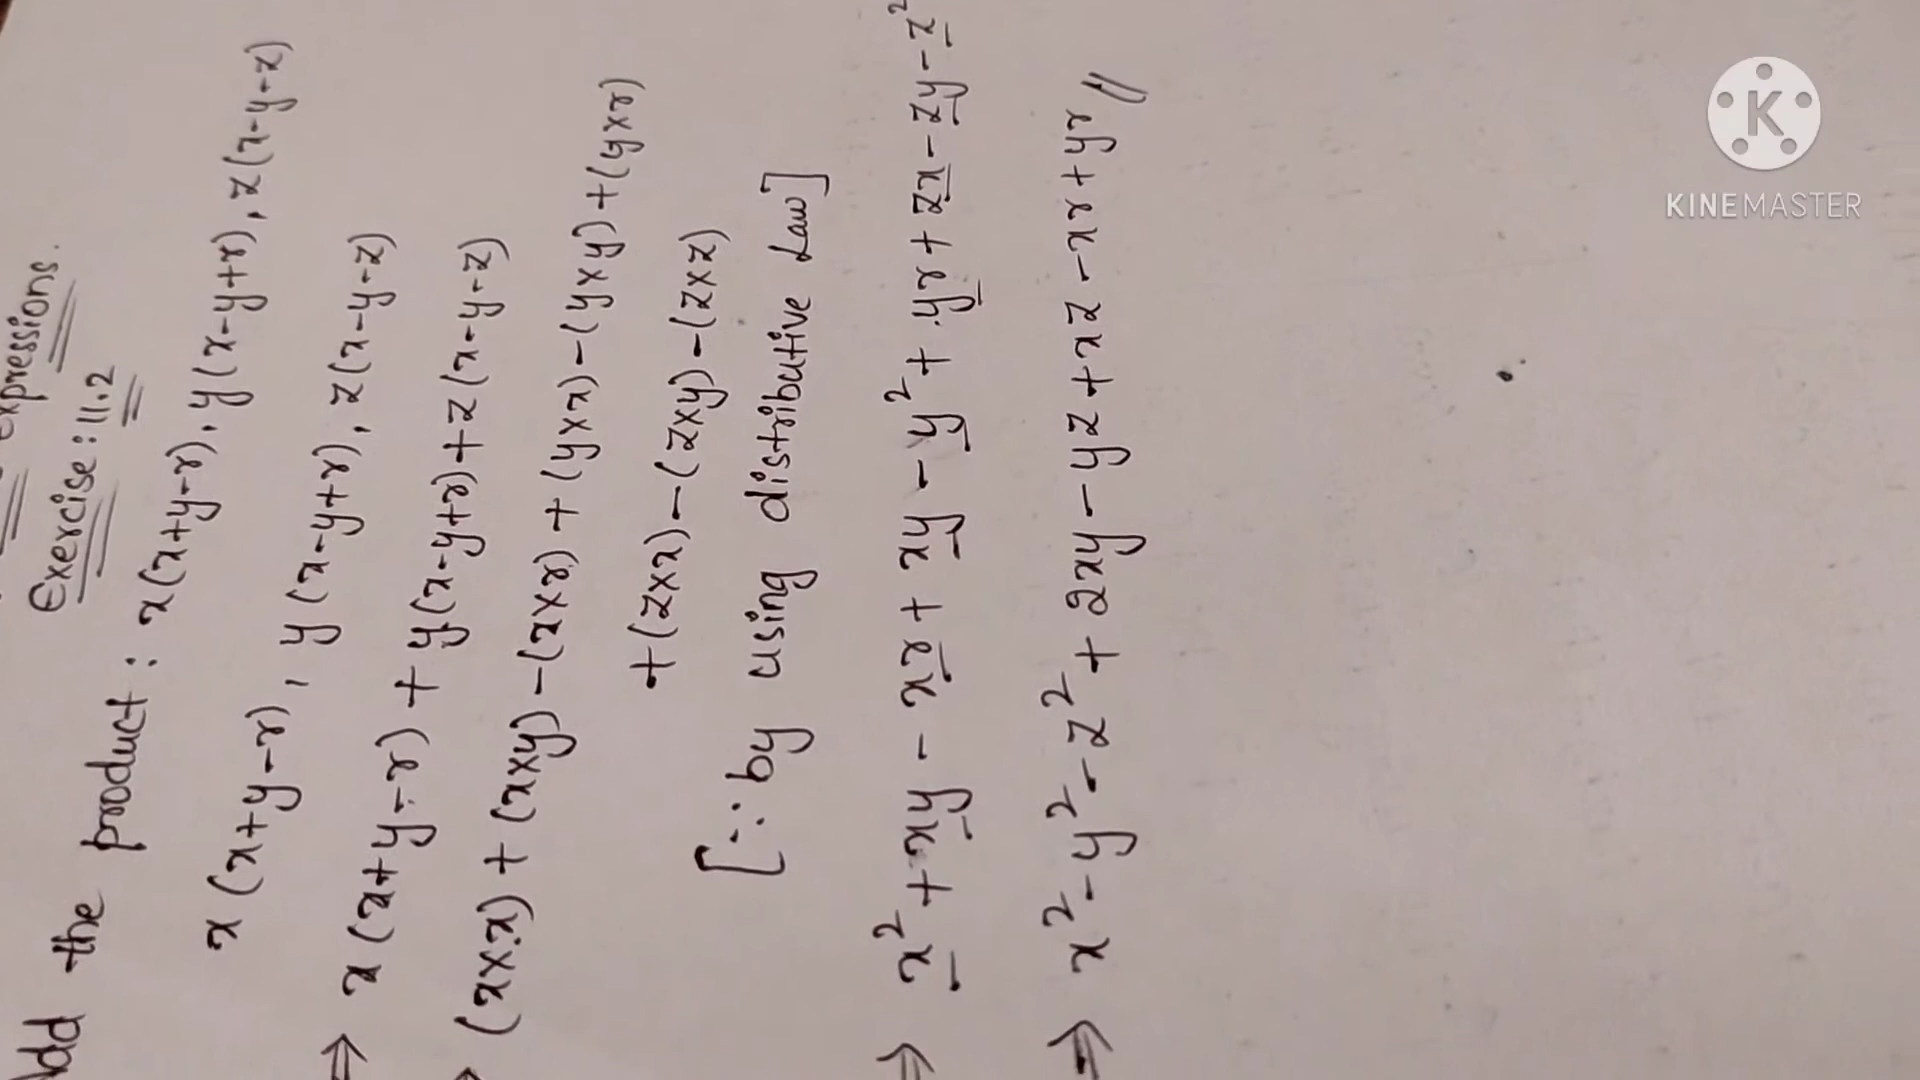 expressions.
Exercise: 11.2
Add the product : x(x+y-r), y(x-y+r), z(x-y-z)
x(x+y-r), y(x-y+r), z(x-y-z)
⇒ x(x+y-r) + y(x-y+r) + z(x-y-z)
⇒ (x×x) + (x×y) -(x×r) + (y×x) -(y×y) +(y×r)
+(z×x) -(z×y) -(z×z)
[∵ by using distributive Law]
⇒ x² + xy - xr + xy - y² + yr + zx - zy - z²
⇒ x² - y² - z² + 2xy - yz + xz - xr + yr //
K
KINEMASTER